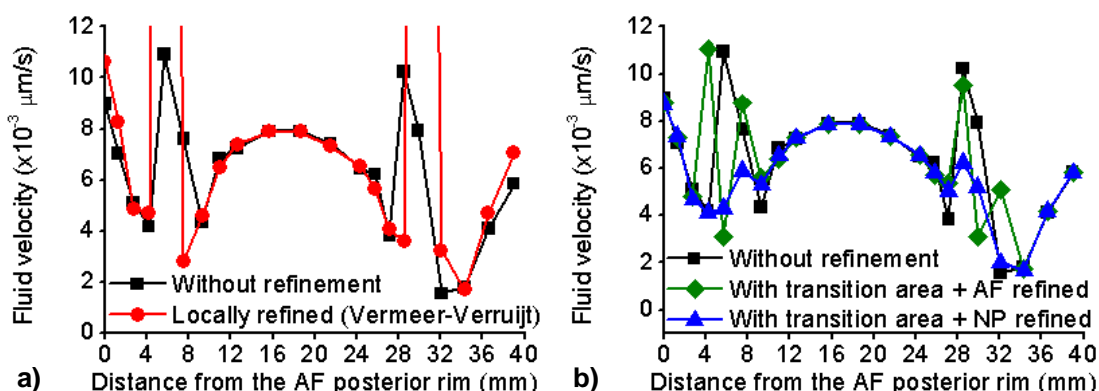 12
10
8
6
4
2
0
Fluid velocity (x10⁻³ µm/s)
Without refinement
Locally refined (Vermeer-Verruijt)
0 4 8 12 16 20 24 28 32 36 40
a) Distance from the AF posterior rim (mm)
12
10
8
6
4
2
0
Fluid velocity (x10⁻³ µm/s)
Without refinement
With transition area + AF refined
With transition area + NP refined
0 4 8 12 16 20 24 28 32 36 40
b) Distance from the AF posterior rim (mm)